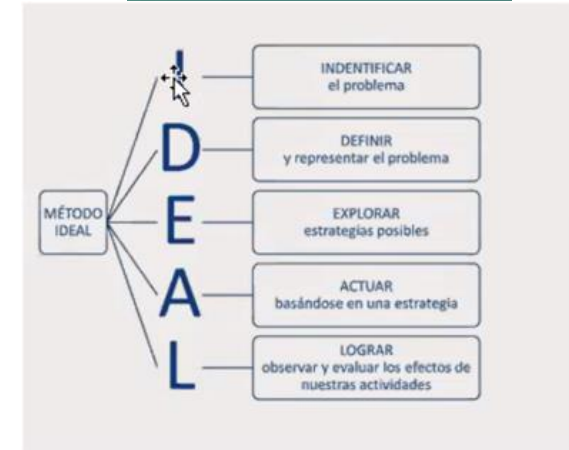 MÉTODO
IDEAL
I
INDENTIFICAR
el problema
D
DEFINIR
y representar el problema
E
EXPLORAR
estrategias posibles
A
ACTUAR
basándose en una estrategia
L
LOGRAR
observar y evaluar los efectos de
nuestras actividades